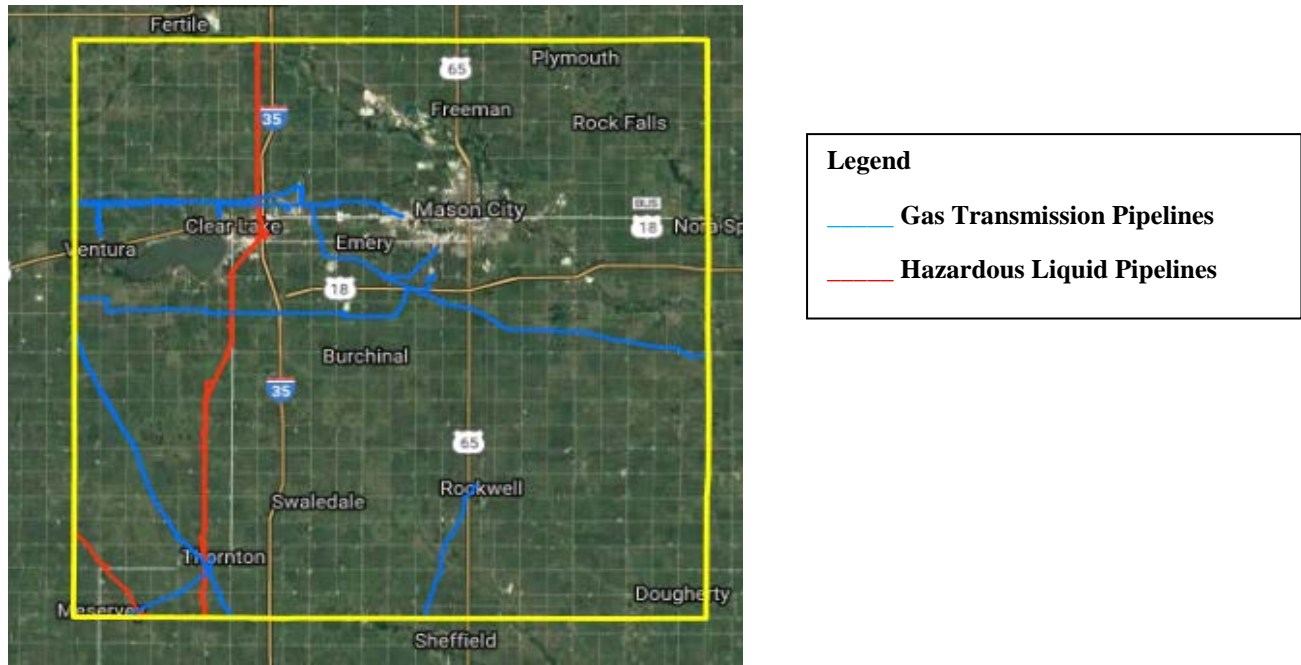 Fertile
65
Plymouth
35
Freeman
Rock Falls
Clear Lake
Mason City
BUS
18
Nora Sp
Ventura
Emery
18
Burchinal
35
65
Swaledale
Rockwell
Thornton
Meservey
Dougherty
Sheffield
Legend
Gas Transmission Pipelines
Hazardous Liquid Pipelines